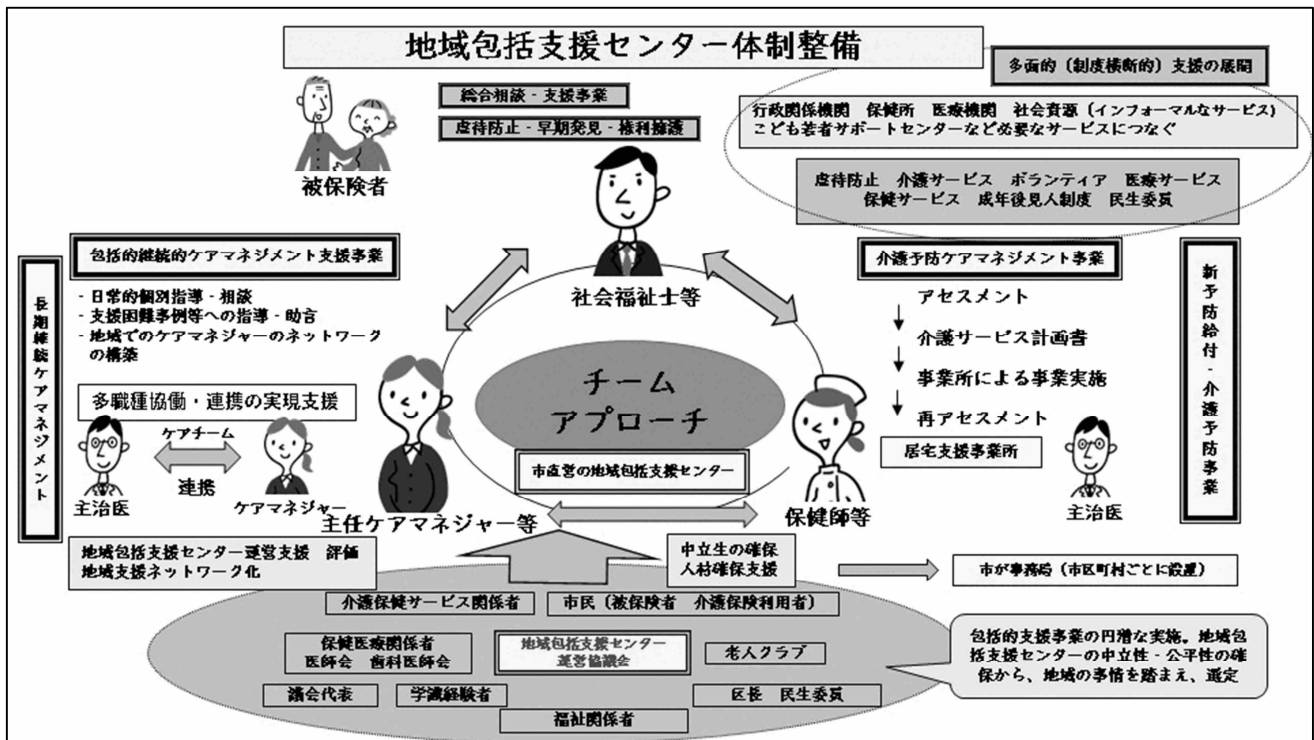 地域包括支援センター体制整備
多面的（制度横断的）支援の展開
総合相談・支援事業
虐待防止・早期発見・権利擁護
行政関係機関　保健所　医療機関　社会資源（インフォーマルなサービス）
こども若者サポートセンターなど必要なサービスにつなぐ
被保険者
虐待防止　介護サービス　ボランティア　医療サービス
保健サービス　成年後見人制度　民生委員
長期継続ケアマネジメント
包括的継続的ケアマネジメント支援事業
・日常的個別指導・相談
・支援困難事例等への指導・助言
・地域でのケアマネジャーのネットワーク
の構築
多職種協働・連携の実現支援
ケアチーム
連携
主治医
ケアマネジャー
社会福祉士等
チーム
アプローチ
市直営の地域包括支援センター
主任ケアマネジャー等
保健師等
介護予防ケアマネジメント事業
アセスメント
介護サービス計画書
事業所による事業実施
再アセスメント
居宅支援事業所
主治医
新予防給付・介護予防事業
地域包括支援センター運営支援　評価
地域支援ネットワーク化
中立生の確保
人材確保支援
市が事務局（市区町村ごとに設置）
介護保健サービス関係者
市民（被保険者　介護保険利用者）
保健医療関係者
医師会　歯科医師会
地域包括支援センター
運営協議会
老人クラブ
議会代表
学識経験者
区長　民生委員
福祉関係者
包括的支援事業の円滑な実施。地域包
括支援センターの中立性・公平性の確
保から、地域の事情を踏まえ、選定